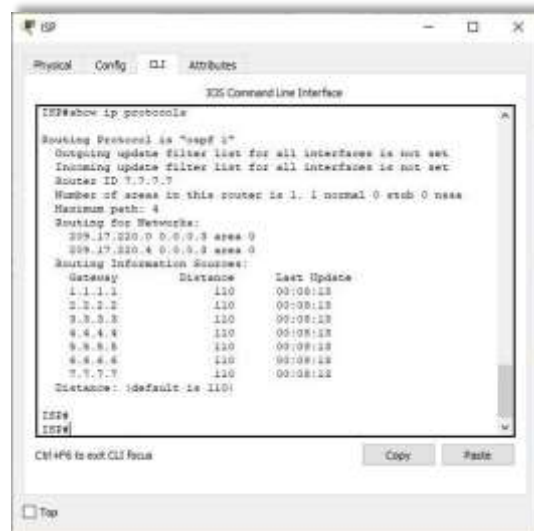 ISP
Physical Config CLI Attributes
IOS Command Line Interface
ISP#show ip protocols
Routing Protocol is "ospf 1"
Outgoing update filter list for all interfaces is not set
Incoming update filter list for all interfaces is not set
Router ID 7.7.7.7
Number of areas in this router is 1. 1 normal 0 stub 0 nssa
Maximum path: 4
Routing for Networks:
209.17.220.0 0.0.0.3 area 0
209.17.220.4 0.0.0.3 area 0
Routing Information Sources:
Gateway Distance Last Update
1.1.1.1 110 00:08:13
2.2.2.2 110 00:08:13
3.3.3.3 110 00:08:13
4.4.4.4 110 00:08:13
5.5.5.5 110 00:08:13
6.6.6.6 110 00:08:13
7.7.7.7 110 00:08:12
Distance: (default is 110)
ISP#
ISP#
Ctrl+F6 to exit CLI focus
Copy Paste
Top